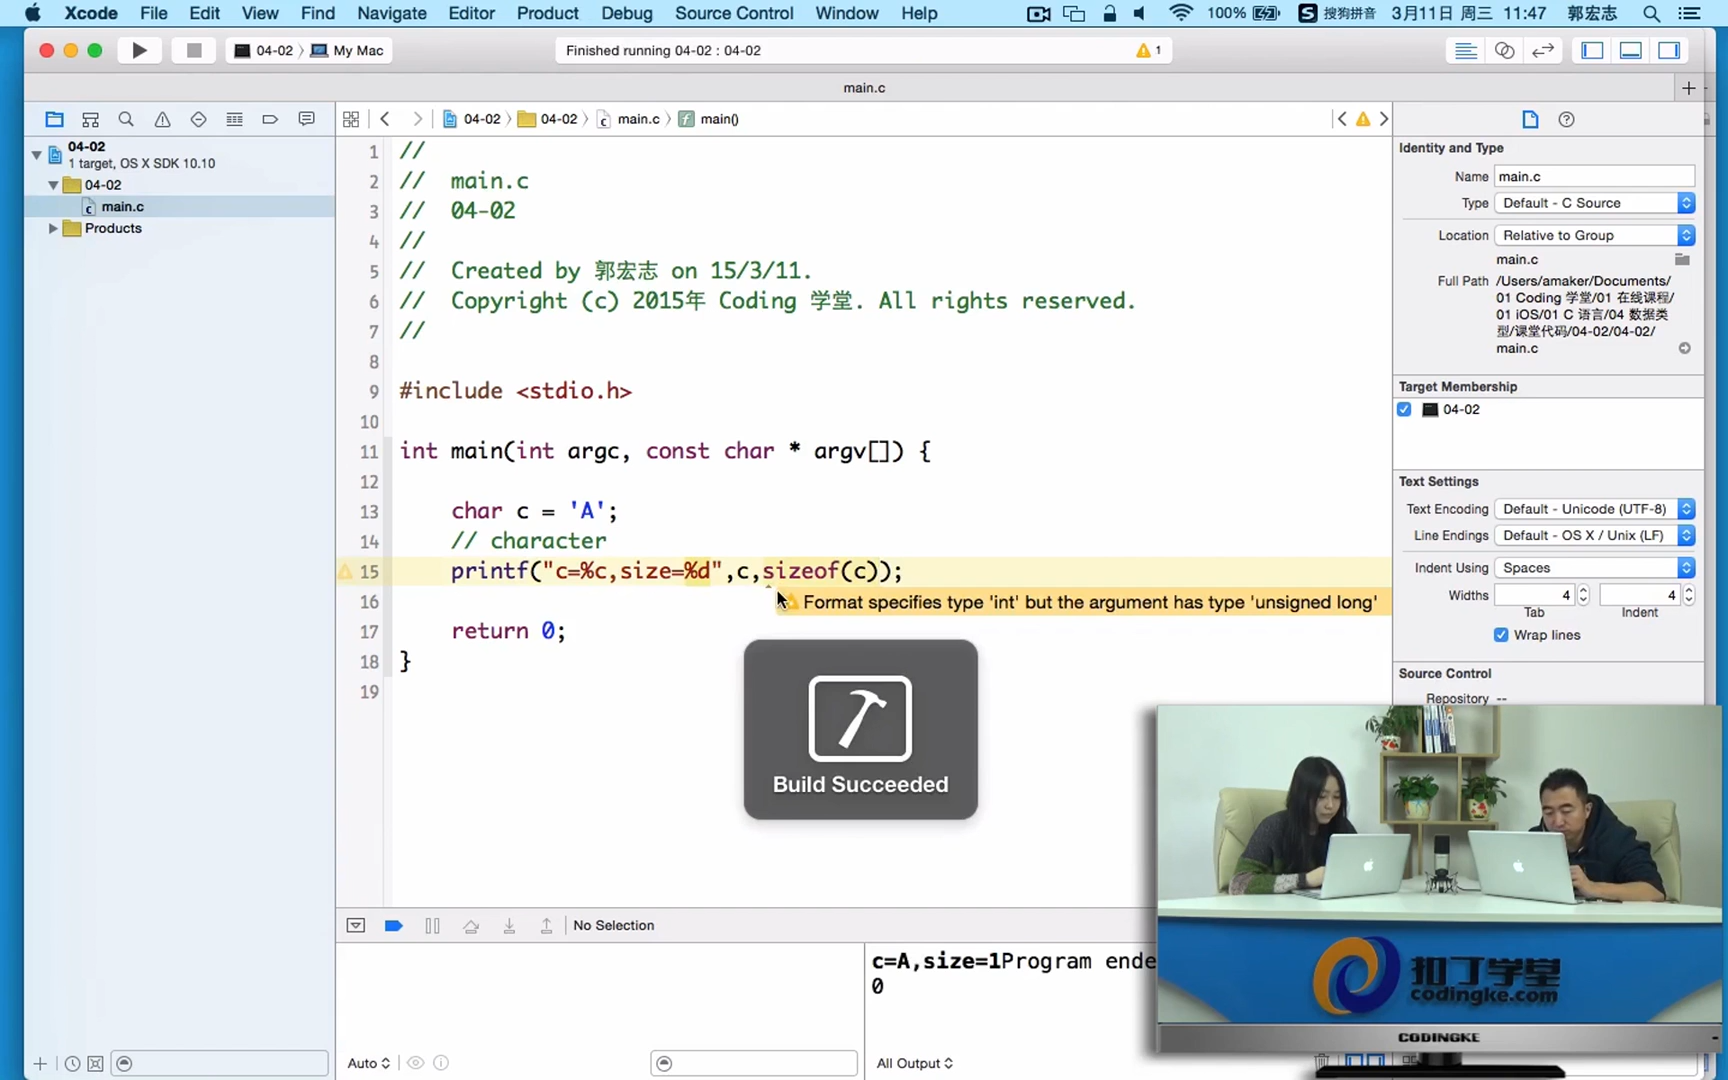 Xcode File Edit View Find Navigate Editor Product Debug Source Control Window Help 100% S 搜狗拼音 3月11日 周三 11:47 郭宏志
04-02 My Mac Finished running 04-02 : 04-02 1
main.c
04-02 04-02 main.c main()
04-02
1 target, OS X SDK 10.10
04-02
main.c
Products
1 //
2 // main.c
3 // 04-02
4 //
5 // Created by 郭宏志 on 15/3/11.
6 // Copyright (c) 2015年 Coding 学堂. All rights reserved.
7 //
8
9 #include <stdio.h>
10
11 int main(int argc, const char * argv[]) {
12
13 char c = 'A';
14 // character
15 printf("c=%c,size=%d",c,sizeof(c));
16 Format specifies type 'int' but the argument has type 'unsigned long'
17 return 0;
18 }
19
Build Succeeded
Identity and Type
Name main.c
Type Default - C Source
Location Relative to Group
main.c
Full Path /Users/amaker/Documents/
01 Coding 学堂/01 在线课程/
01 iOS/01 C 语言/04 数据类
型/课堂代码/04-02/04-02/
main.c
Target Membership
04-02
Text Settings
Text Encoding Default - Unicode (UTF-8)
Line Endings Default - OS X / Unix (LF)
Indent Using Spaces
Widths 4 4
Tab Indent
Wrap lines
Source Control
Repository --
No Selection
c=A,size=1Program ende
0
Auto
All Output
扣丁学堂
codingke.com
CODINGKE